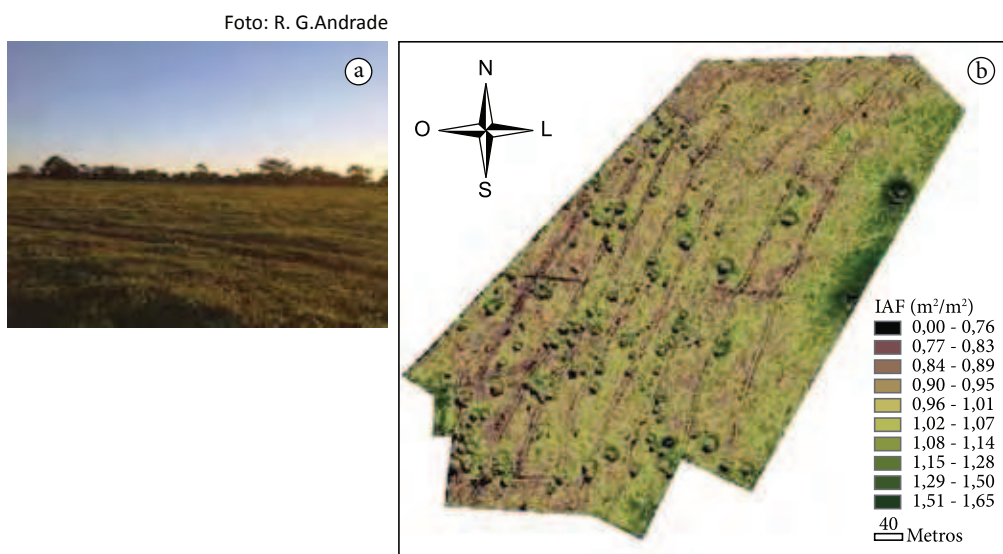 Foto: R. G.Andrade
a
b
N
O
L
S
IAF (m²/m²)
0,00 - 0,76
0,77 - 0,83
0,84 - 0,89
0,90 - 0,95
0,96 - 1,01
1,02 - 1,07
1,08 - 1,14
1,15 - 1,28
1,29 - 1,50
1,51 - 1,65
40
Metros